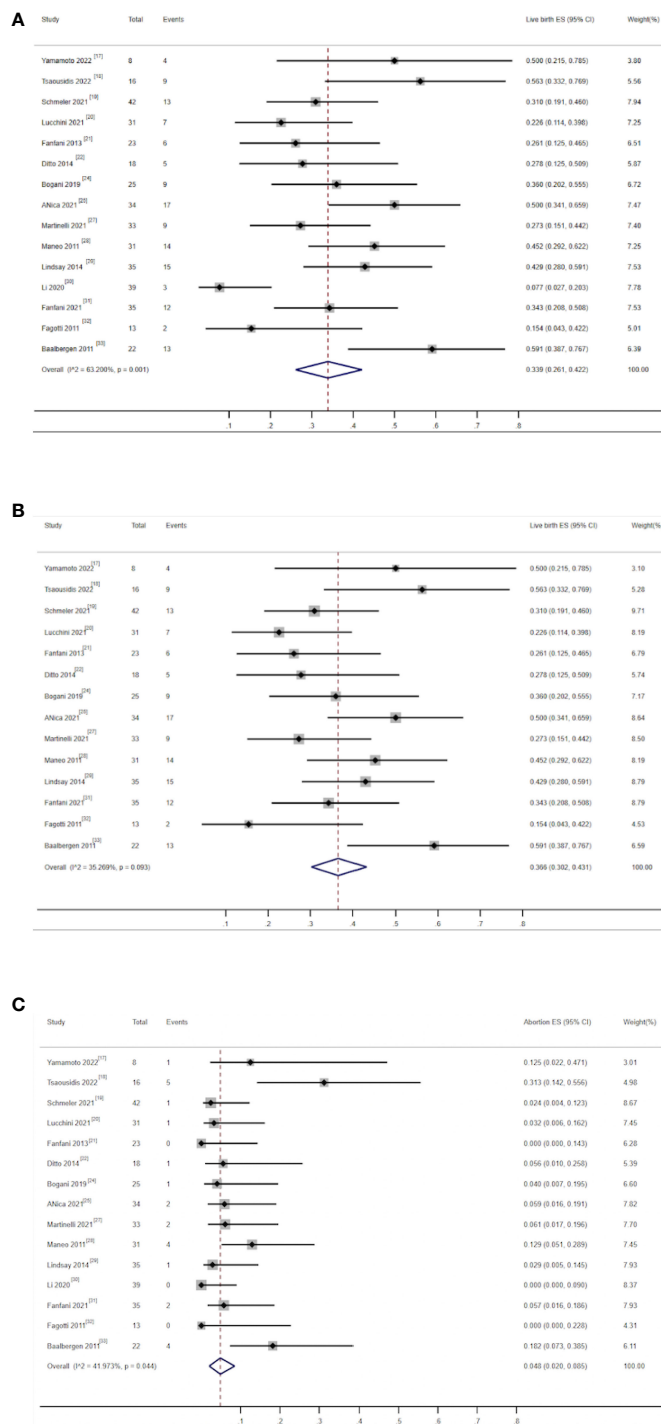 A
Study Total Events Live birth ES (95% CI) Weight(%)
Yamamoto 2022 [17] 8 4 0.500 (0.215, 0.785) 3.80
Tsaousidis 2022 [18] 16 9 0.563 (0.332, 0.769) 5.56
Schmeler 2021 [19] 42 13 0.310 (0.191, 0.460) 7.94
Lucchini 2021 [20] 31 7 0.226 (0.114, 0.398) 7.25
Fanfani 2013 [21] 23 6 0.261 (0.125, 0.465) 6.51
Ditto 2014 [22] 18 5 0.278 (0.125, 0.509) 5.87
Bogani 2019 [24] 25 9 0.360 (0.202, 0.555) 6.72
ANica 2021 [25] 34 17 0.500 (0.341, 0.659) 7.47
Martinelli 2021 [27] 33 9 0.273 (0.151, 0.442) 7.40
Maneo 2011 [28] 31 14 0.452 (0.292, 0.622) 7.25
Lindsay 2014 [29] 35 15 0.429 (0.280, 0.591) 7.53
Li 2020 [30] 39 3 0.077 (0.027, 0.203) 7.78
Fanfani 2021 [31] 35 12 0.343 (0.208, 0.508) 7.53
Fagotti 2011 [32] 13 2 0.154 (0.043, 0.422) 5.01
Baalbergen 2011 [33] 22 13 0.591 (0.387, 0.767) 6.39
Overall (I^2 = 63.200%, p = 0.001) 0.339 (0.261, 0.422) 100.00
.1 .2 .3 .4 .5 .6 .7 .8
B
Study Total Events Live birth ES (95% CI) Weight(%)
Yamamoto 2022 [17] 8 4 0.500 (0.215, 0.785) 3.10
Tsaousidis 2022 [18] 16 9 0.563 (0.332, 0.769) 5.28
Schmeler 2021 [19] 42 13 0.310 (0.191, 0.460) 9.71
Lucchini 2021 [20] 31 7 0.226 (0.114, 0.398) 8.19
Fanfani 2013 [21] 23 6 0.261 (0.125, 0.465) 6.79
Ditto 2014 [22] 18 5 0.278 (0.125, 0.509) 5.74
Bogani 2019 [24] 25 9 0.360 (0.202, 0.555) 7.17
ANica 2021 [25] 34 17 0.500 (0.341, 0.659) 8.64
Martinelli 2021 [27] 33 9 0.273 (0.151, 0.442) 8.50
Maneo 2011 [28] 31 14 0.452 (0.292, 0.622) 8.19
Lindsay 2014 [29] 35 15 0.429 (0.280, 0.591) 8.79
Fanfani 2021 [31] 35 12 0.343 (0.208, 0.508) 8.79
Fagotti 2011 [32] 13 2 0.154 (0.043, 0.422) 4.53
Baalbergen 2011 [33] 22 13 0.591 (0.387, 0.767) 6.59
Overall (I^2 = 35.269%, p = 0.093) 0.366 (0.302, 0.431) 100.00
.1 .2 .3 .4 .5 .6 .7 .8
C
Study Total Events Abortion ES (95% CI) Weight(%)
Yamamoto 2022 [17] 8 1 0.125 (0.022, 0.471) 3.01
Tsaousidis 2022 [18] 16 5 0.313 (0.142, 0.556) 4.98
Schmeler 2021 [19] 42 1 0.024 (0.004, 0.123) 8.67
Lucchini 2021 [20] 31 1 0.032 (0.006, 0.162) 7.45
Fanfani 2013 [21] 23 0 0.000 (0.000, 0.143) 6.28
Ditto 2014 [22] 18 1 0.056 (0.010, 0.258) 5.39
Bogani 2019 [24] 25 1 0.040 (0.007, 0.195) 6.60
ANica 2021 [25] 34 2 0.059 (0.016, 0.191) 7.82
Martinelli 2021 [27] 33 2 0.061 (0.017, 0.196) 7.70
Maneo 2011 [28] 31 4 0.129 (0.051, 0.289) 7.45
Lindsay 2014 [29] 35 1 0.029 (0.005, 0.145) 7.93
Li 2020 [30] 39 0 0.000 (0.000, 0.090) 8.37
Fanfani 2021 [31] 35 2 0.057 (0.016, 0.186) 7.93
Fagotti 2011 [32] 13 0 0.000 (0.000, 0.228) 4.31
Baalbergen 2011 [33] 22 4 0.182 (0.073, 0.385) 6.11
Overall (I^2 = 41.973%, p = 0.044) 0.048 (0.020, 0.085) 100.00
.1 .2 .3 .4 .5 .6 .7 .8